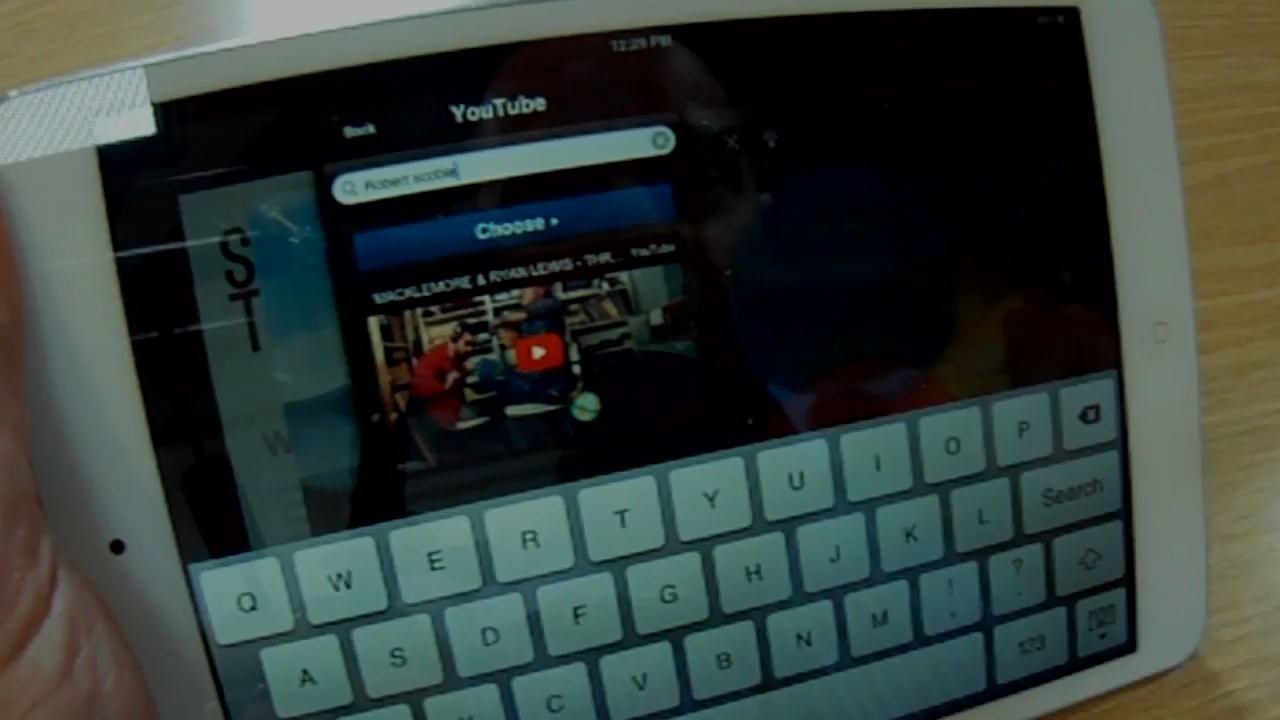 12:29 PM
Back
YouTube
Robert scoble
Choose
MACKLEMORE & RYAN LEWIS - THR... YouTube
S
T
W
Q W E R T Y U I O P
A S D F G H J K L Search
C V B N M ! , ? .
123